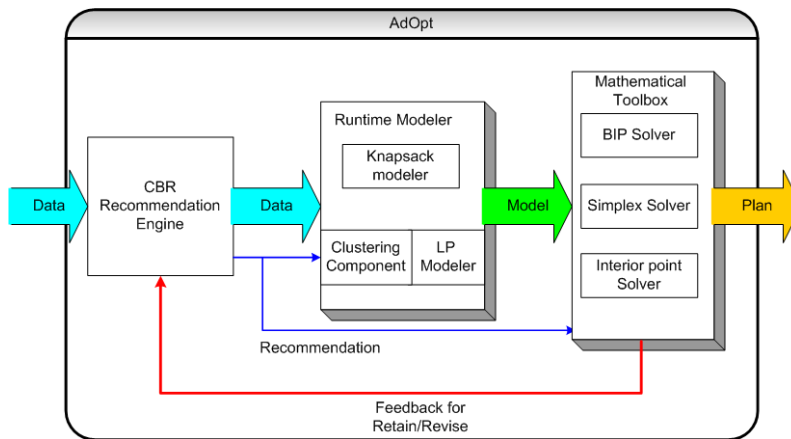 AdOpt
Data
CBR
Recommendation
Engine
Data
Runtime Modeler
Knapsack
modeler
Clustering
Component
LP
Modeler
Model
Mathematical
Toolbox
BIP Solver
Simplex Solver
Interior point
Solver
Plan
Recommendation
Feedback for
Retain/Revise